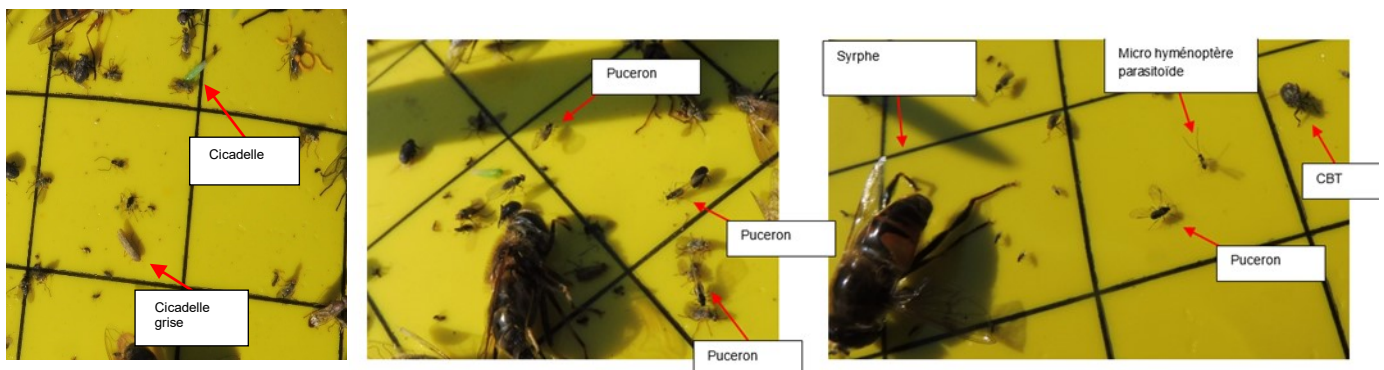 Cicadelle
Cicadelle
grise
Puceron
Puceron
Puceron
Syrphe
Micro hyménoptère
parasitoïde
CBT
Puceron